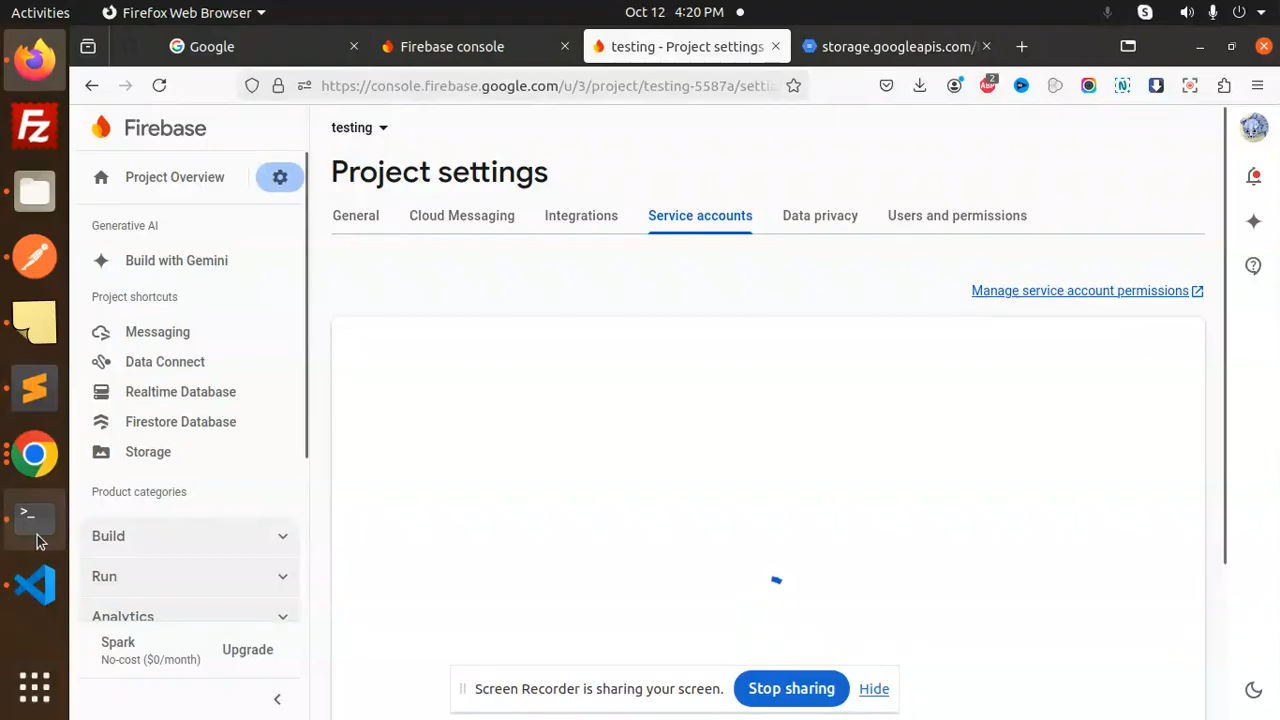 Activities
Firefox Web Browser
Oct 12 4:20 PM
Google
Firebase console
testing - Project settings
storage.googleapis.com/
https://console.firebase.google.com/u/3/project/testing-5587a/setti
2
Firebase
testing
Project Overview
Project settings
General
Cloud Messaging
Integrations
Service accounts
Data privacy
Users and permissions
Generative AI
Build with Gemini
Manage service account permissions
Project shortcuts
Messaging
Data Connect
Realtime Database
Firestore Database
Storage
Product categories
Build
Run
Analytics
Spark
No-cost ($0/month)
Upgrade
Screen Recorder is sharing your screen.
Stop sharing
Hide